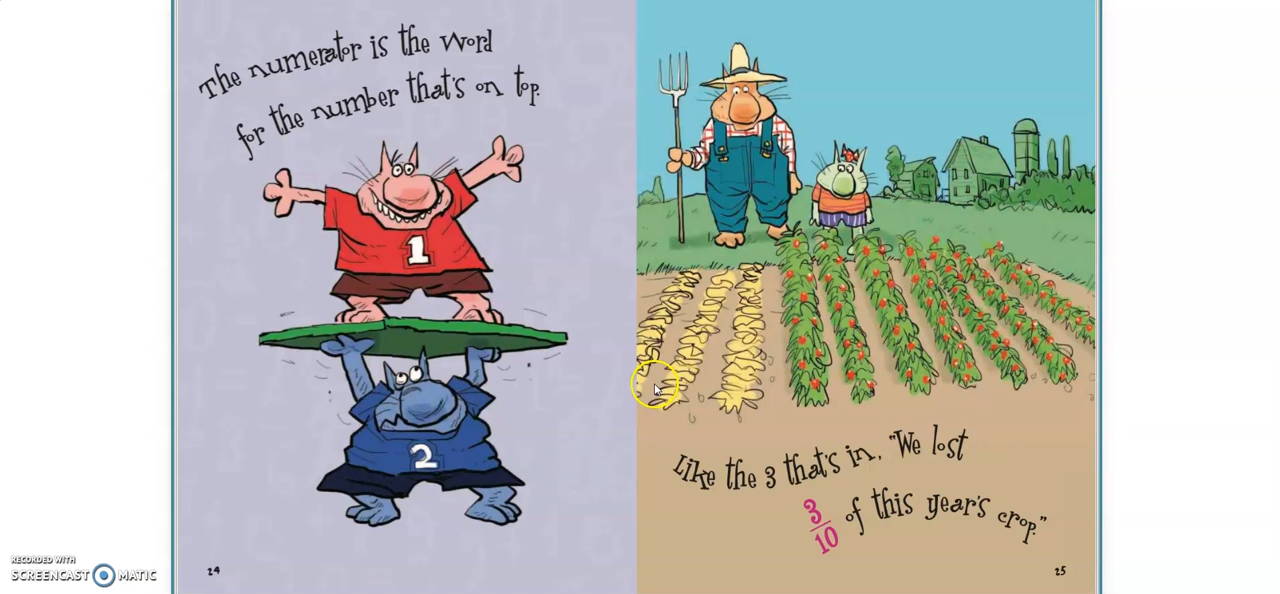 The numerator is the word
for the number that's on top.
1
2
Like the 3 that's in, "We lost
3/10 of this year's crop."
24
25
RECORDED WITH
SCREENCAST MATIC